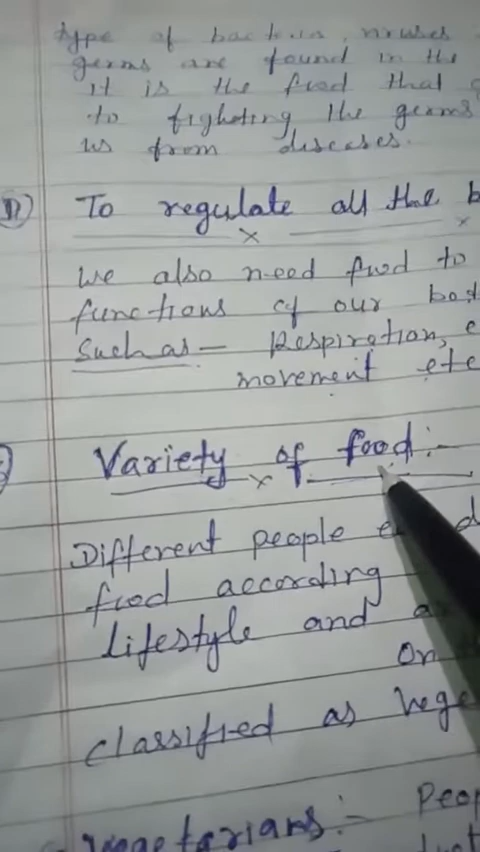 type of bacteria, viruses
germs are found in the
it is the food that
to fighting the germs
us from diseases.
D) To regulate all the b
We also need food to
functions of our bod
Such as - Respiration, e
movement etc
Variety of food :-
Different people e d
food according
lifestyle and a
On
classified as vege
Vegetarians :- Peop